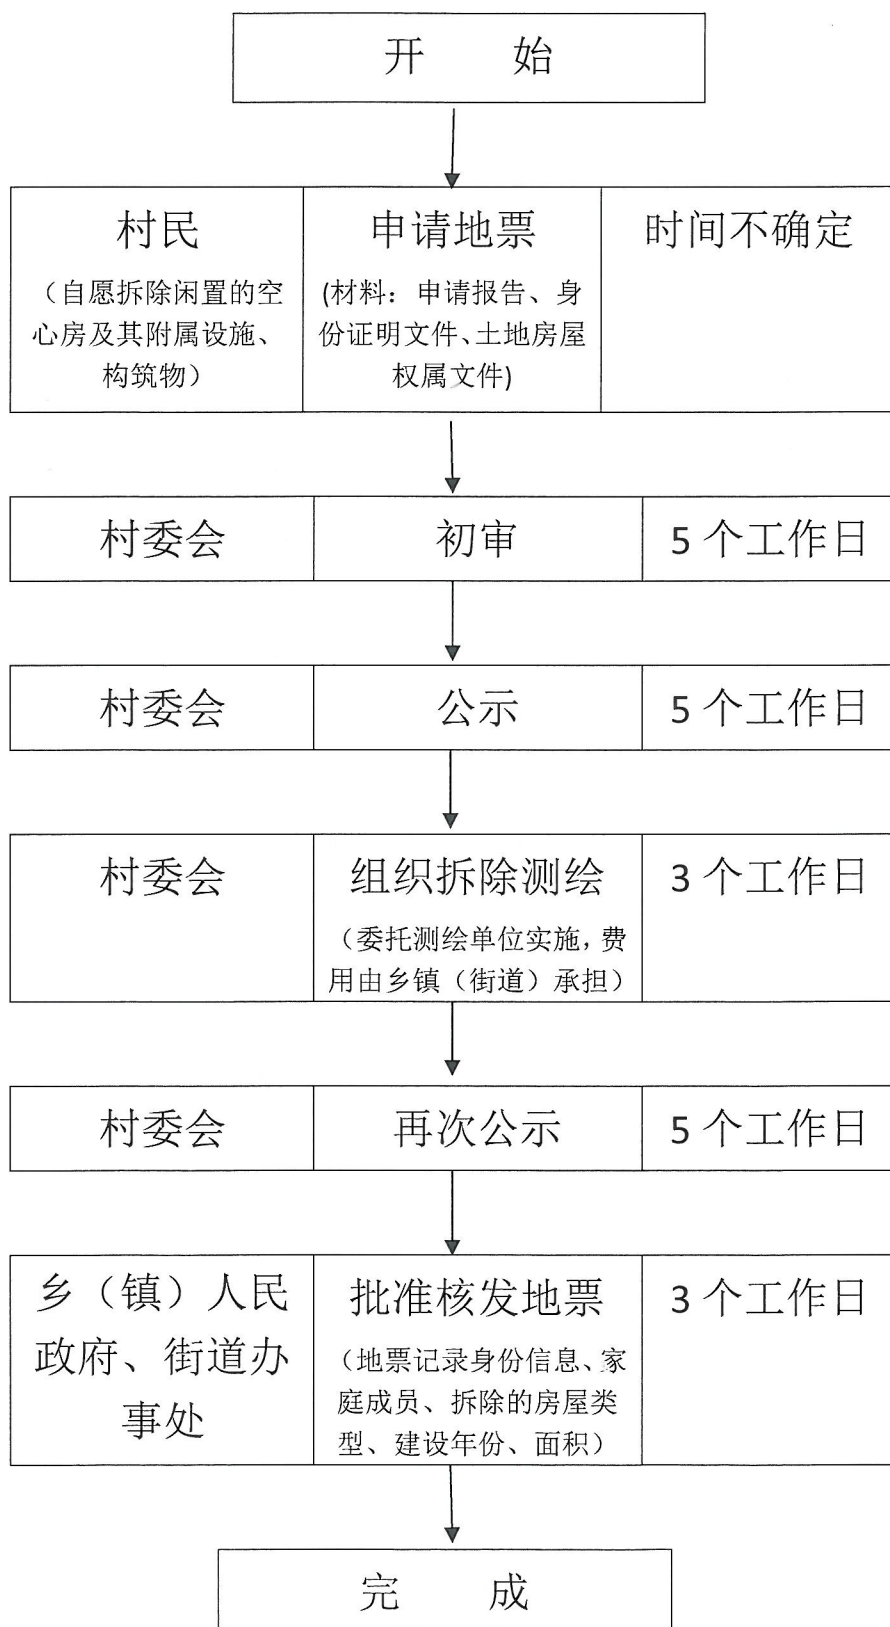 开 始
村民
（自愿拆除闲置的空
心房及其附属设施、
构筑物）
申请地票
(材料：申请报告、身
份证明文件、土地房屋
权属文件)
时间不确定
村委会
初审
5 个工作日
村委会
公示
5 个工作日
村委会
组织拆除测绘
（委托测绘单位实施，费
用由乡镇（街道）承担）
3 个工作日
村委会
再次公示
5 个工作日
乡（镇）人民
政府、街道办
事处
批准核发地票
（地票记录身份信息、家
庭成员、拆除的房屋类
型、建设年份、面积）
3 个工作日
完 成